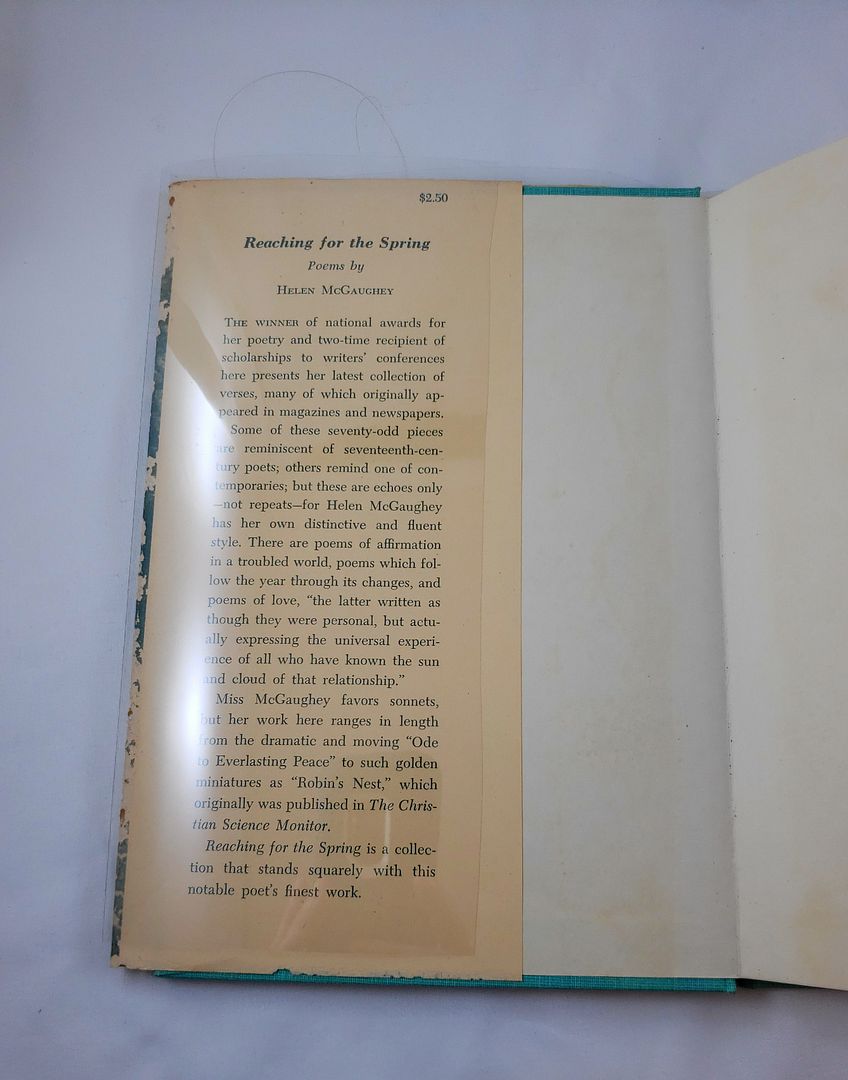 $2.50
Reaching for the Spring
Poems by
HELEN MCGAUGHEY
THE WINNER of national awards for
her poetry and two-time recipient of
scholarships to writers' conferences
here presents her latest collection of
verses, many of which originally ap-
peared in magazines and newspapers.
Some of these seventy-odd pieces
are reminiscent of seventeenth-cen-
tury poets; others remind one of con-
temporaries; but these are echoes only
—not repeats—for Helen McGaughey
has her own distinctive and fluent
style. There are poems of affirmation
in a troubled world, poems which fol-
low the year through its changes, and
poems of love, "the latter written as
though they were personal, but actu-
ally expressing the universal experi-
ence of all who have known the sun
and cloud of that relationship."
Miss McGaughey favors sonnets,
but her work here ranges in length
from the dramatic and moving "Ode
to Everlasting Peace" to such golden
miniatures as "Robin's Nest," which
originally was published in The Chris-
tian Science Monitor.
Reaching for the Spring is a collec-
tion that stands squarely with this
notable poet's finest work.